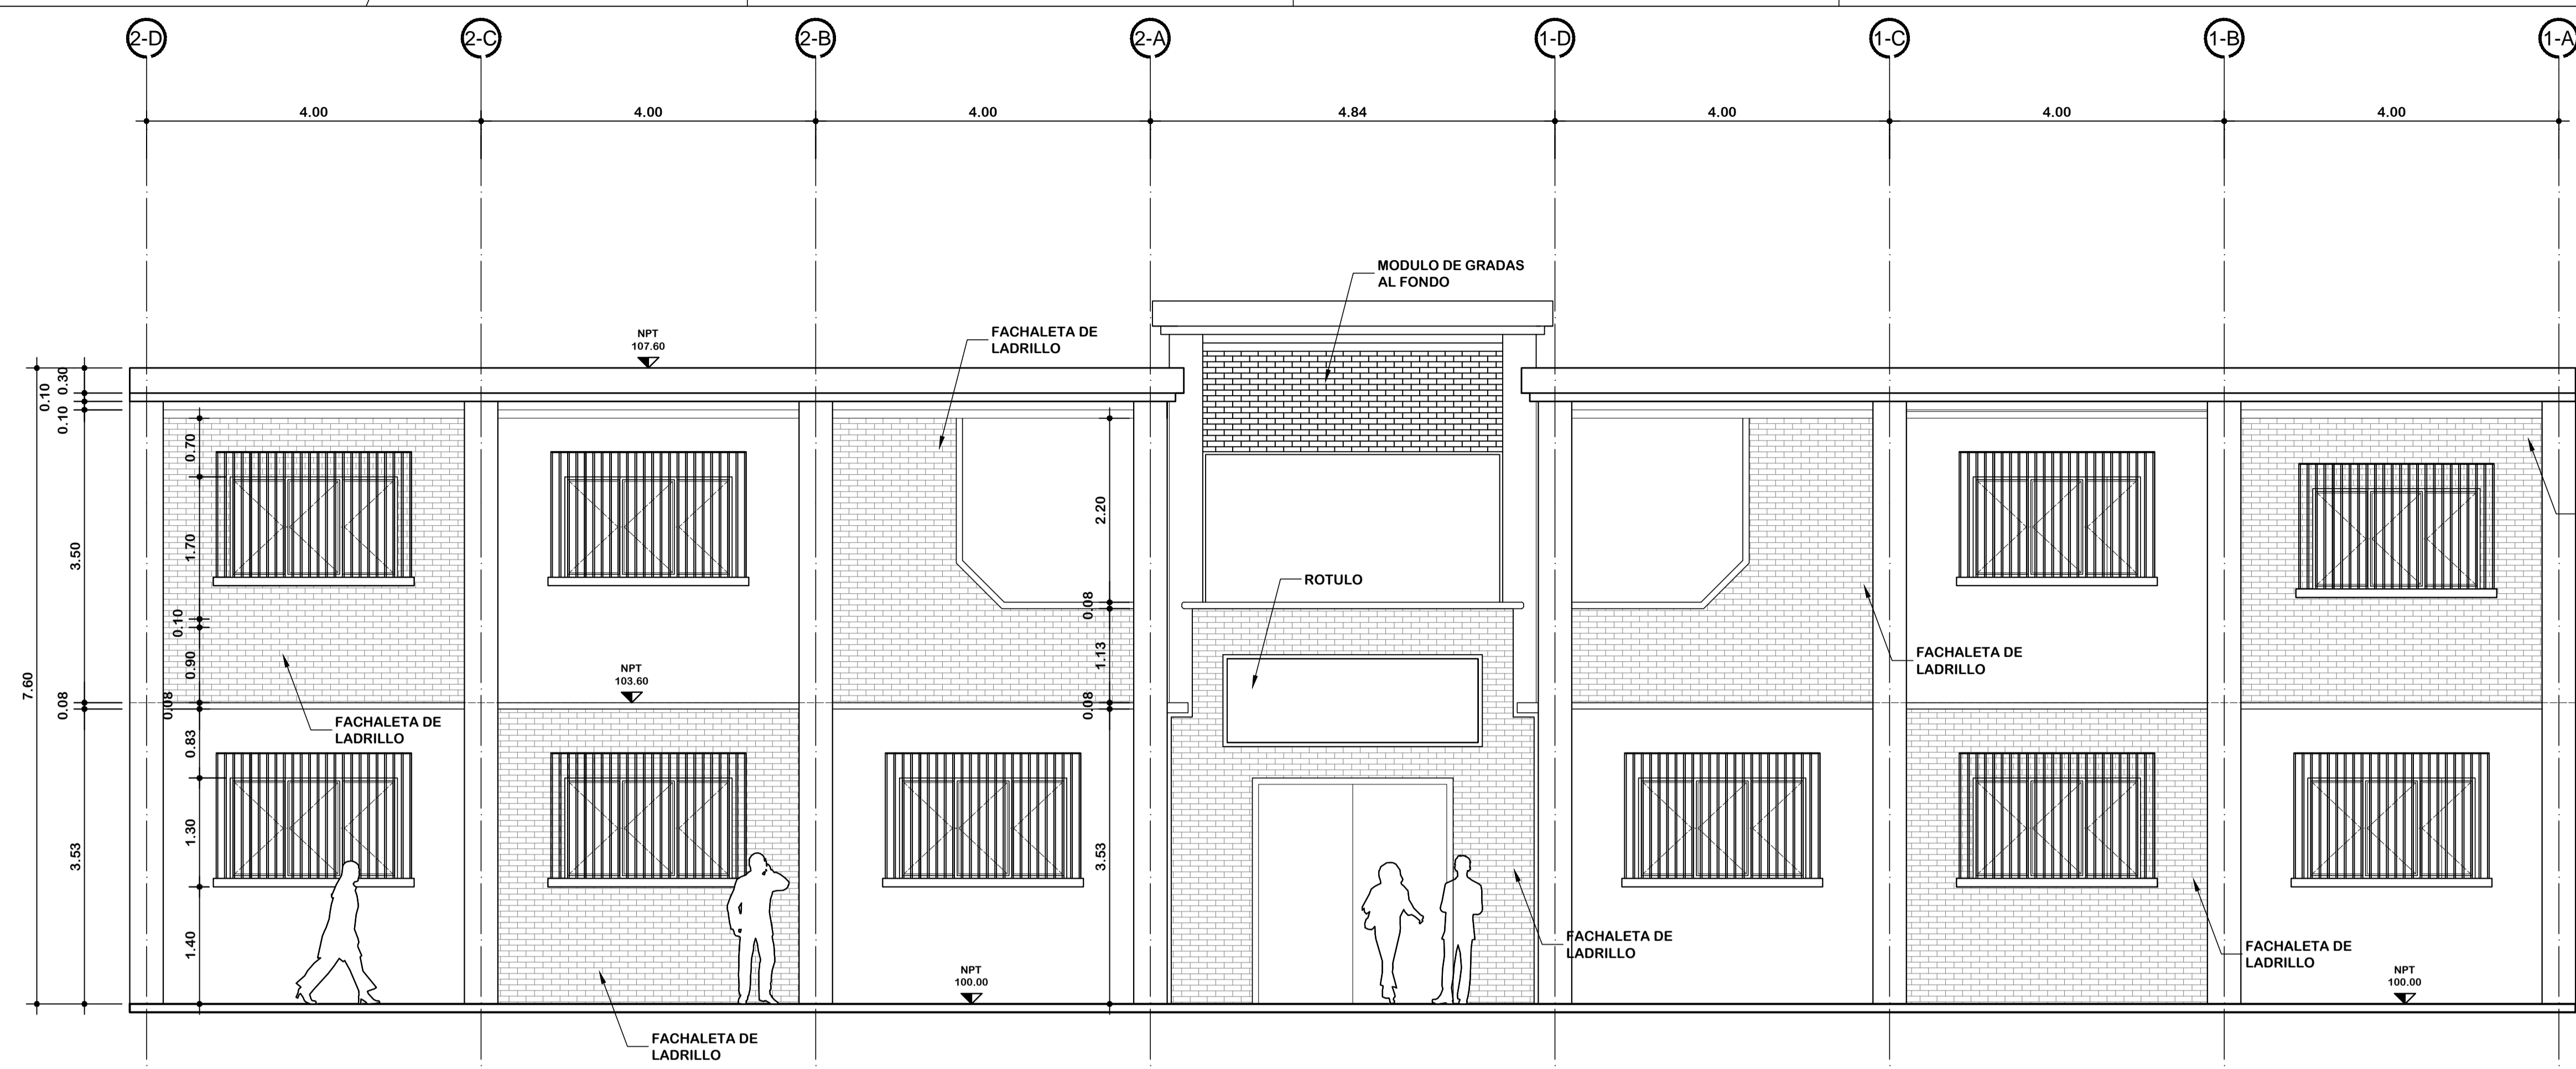 2-D 2-C 2-B 2-A 1-D 1-C 1-B 1-A
4.00 4.00 4.00 4.84 4.00 4.00 4.00
MODULO DE GRADAS
AL FONDO
NPT
107.60
FACHALETA DE
LADRILLO
0.30
0.10
0.10
3.50
7.60
0.08
3.53
0.70
1.70
0.10
0.90
0.08
0.83
1.30
1.40
2.20
0.08
1.13
0.08
3.53
ROTULO
NPT
103.60
FACHALETA DE
LADRILLO
FACHALETA DE
LADRILLO
FACHALETA DE
LADRILLO
FACHALETA DE
LADRILLO
NPT
100.00
NPT
100.00
FACHALETA DE
LADRILLO